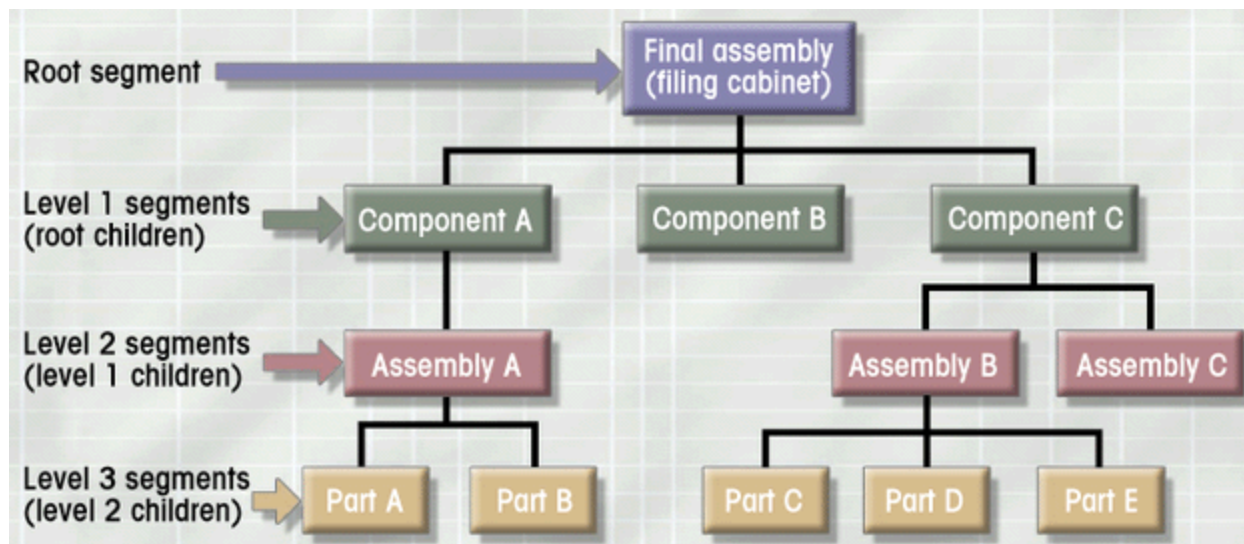 Final assembly
(filing cabinet)
Root segment
Level 1 segments
(root children)
Component A
Component B
Component C
Level 2 segments
(level 1 children)
Assembly A
Assembly B
Assembly C
Level 3 segments
(level 2 children)
Part A
Part B
Part C
Part D
Part E